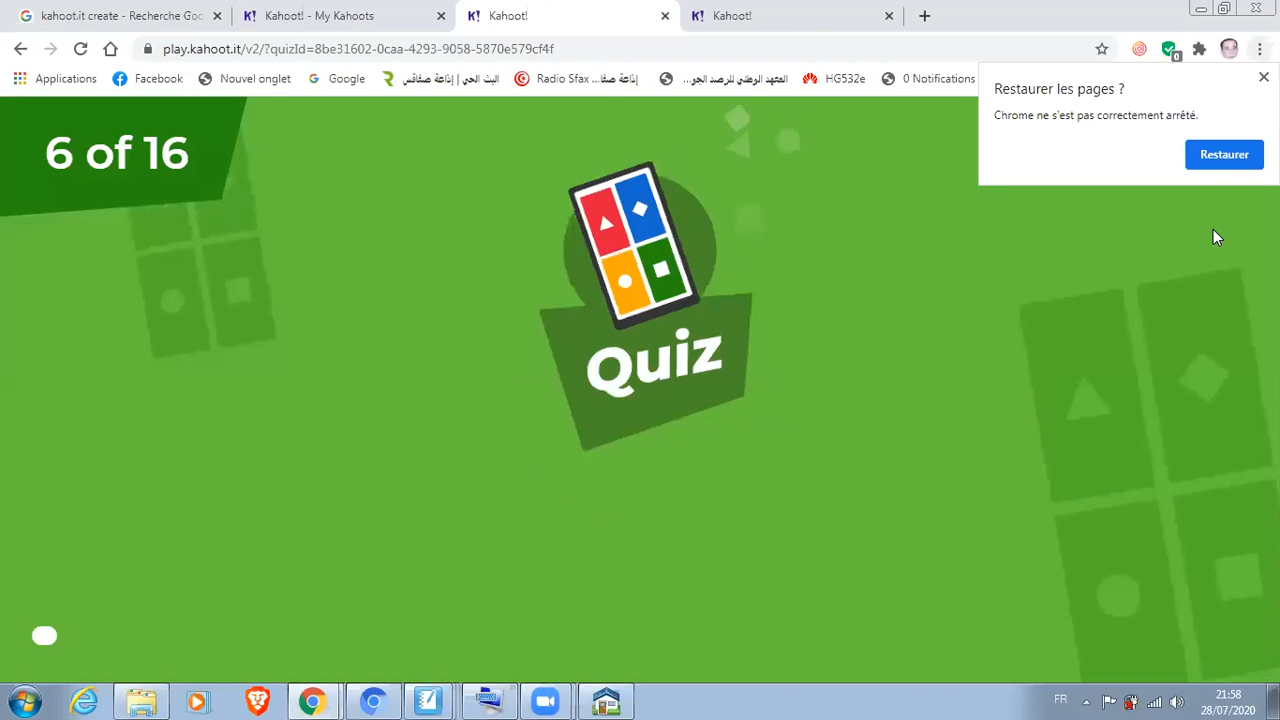 kahoot.it create - Recherche Goo
Kahoot! - My Kahoots
Kahoot!
Kahoot!
play.kahoot.it/v2/?quizId=8be31602-0caa-4293-9058-5870e579cf4f
Applications
Facebook
Nouvel onglet
Google
البث الحي | إذاعة صفاقس
Radio Sfax إذاعة صفا...
المعهد الوطني للرصد الجو...
HG532e
0 Notifications
0
Restaurer les pages ?
Chrome ne s'est pas correctement arrêté.
Restaurer
6 of 16
Quiz
FR
21:58
28/07/2020